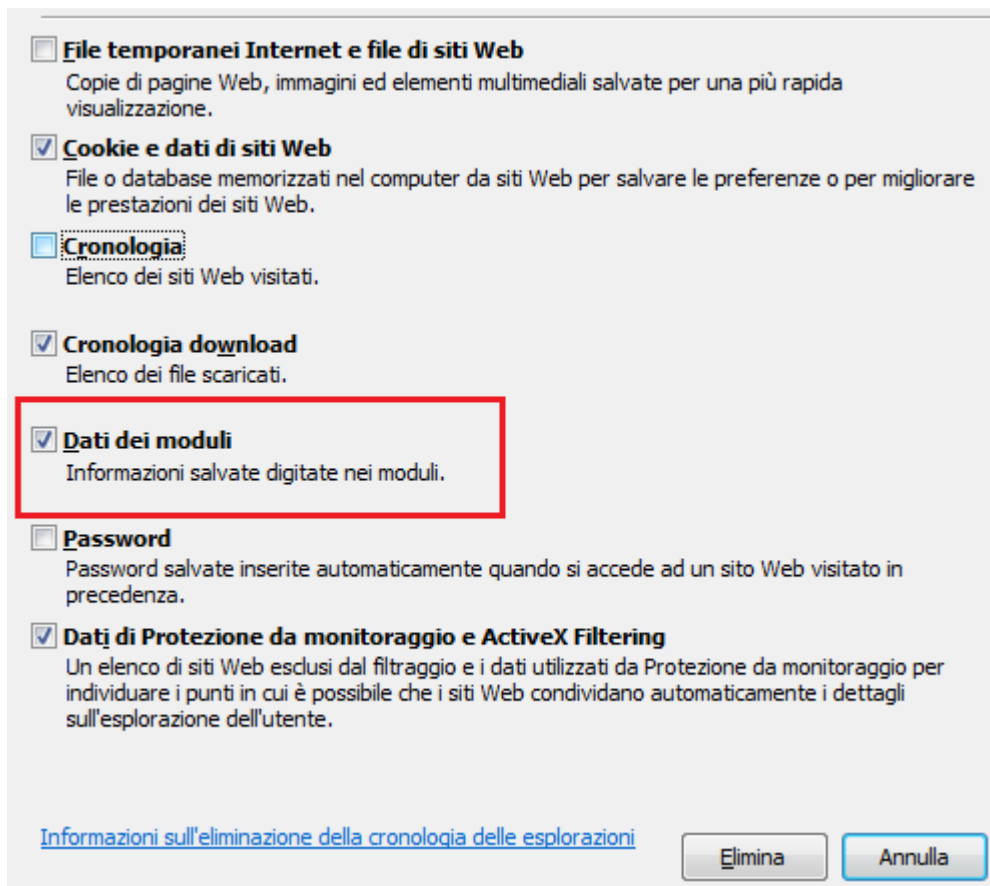 File temporanei Internet e file di siti Web
Copie di pagine Web, immagini ed elementi multimediali salvate per una più rapida
visualizzazione.
Cookie e dati di siti Web
File o database memorizzati nel computer da siti Web per salvare le preferenze o per migliorare
le prestazioni dei siti Web.
Cronologia
Elenco dei siti Web visitati.
Cronologia download
Elenco dei file scaricati.
Dati dei moduli
Informazioni salvate digitate nei moduli.
Password
Password salvate inserite automaticamente quando si accede ad un sito Web visitato in
precedenza.
Dati di Protezione da monitoraggio e ActiveX Filtering
Un elenco di siti Web esclusi dal filtraggio e i dati utilizzati da Protezione da monitoraggio per
individuare i punti in cui è possibile che i siti Web condividano automaticamente i dettagli
sull'esplorazione dell'utente.
Informazioni sull'eliminazione della cronologia delle esplorazioni
Elimina Annulla